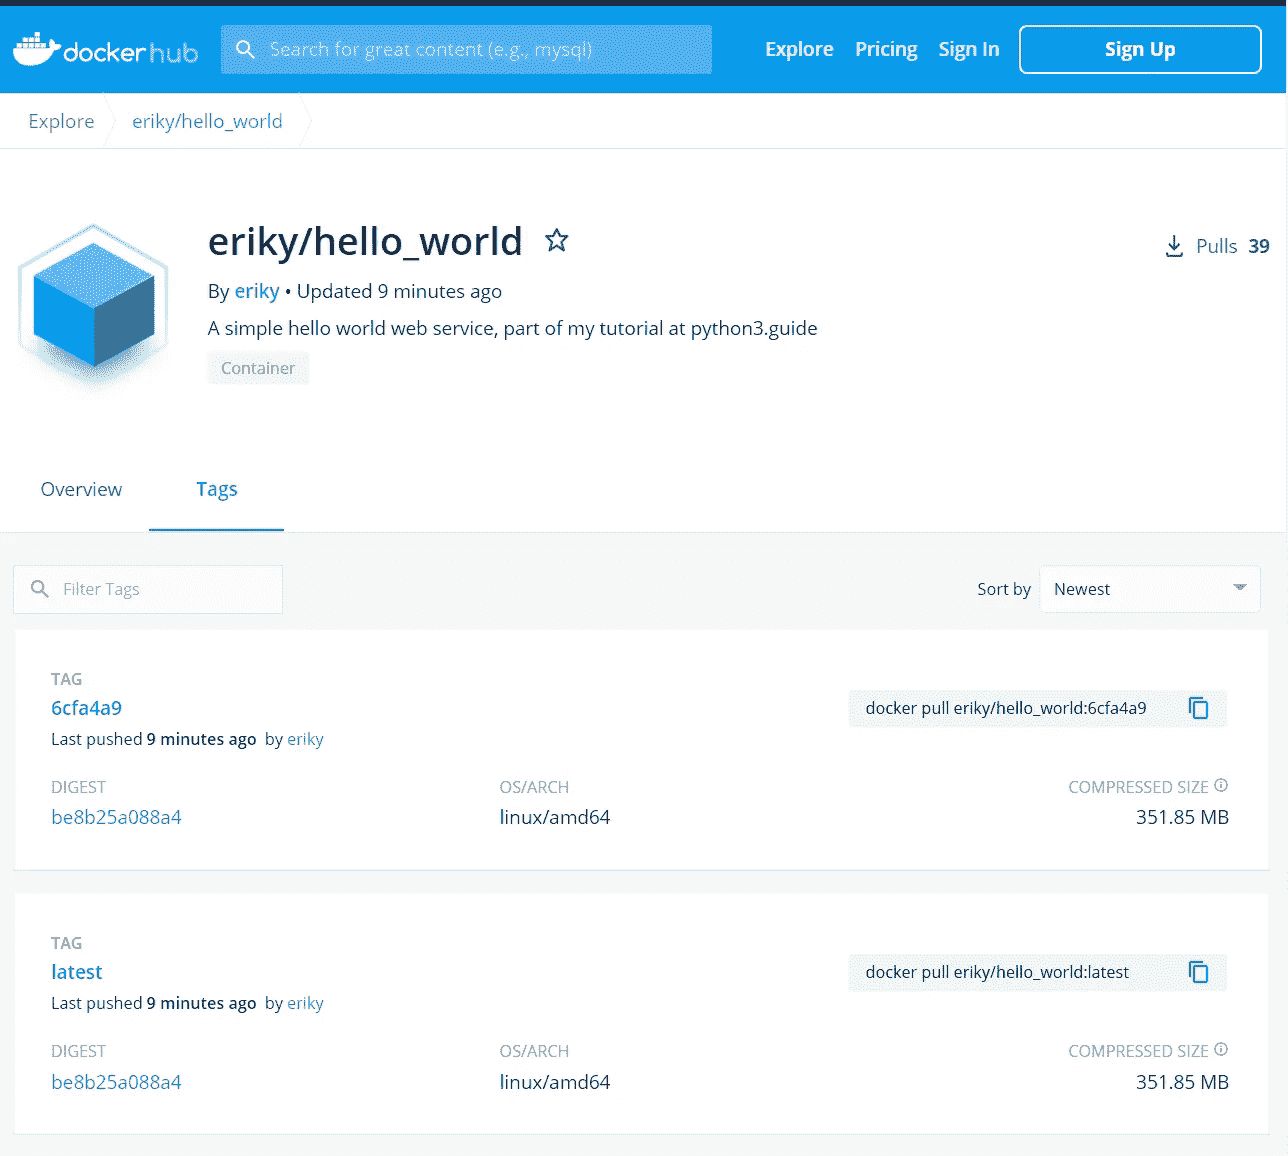 dockerhub Search for great content (e.g., mysql) Explore Pricing Sign In Sign Up
Explore eriky/hello_world
eriky/hello_world Pulls 39
By eriky • Updated 9 minutes ago
A simple hello world web service, part of my tutorial at python3.guide
Container
Overview Tags
Filter Tags Sort by Newest
TAG
6cfa4a9 docker pull eriky/hello_world:6cfa4a9
Last pushed 9 minutes ago by eriky
DIGEST OS/ARCH COMPRESSED SIZE
be8b25a088a4 linux/amd64 351.85 MB
TAG
latest docker pull eriky/hello_world:latest
Last pushed 9 minutes ago by eriky
DIGEST OS/ARCH COMPRESSED SIZE
be8b25a088a4 linux/amd64 351.85 MB